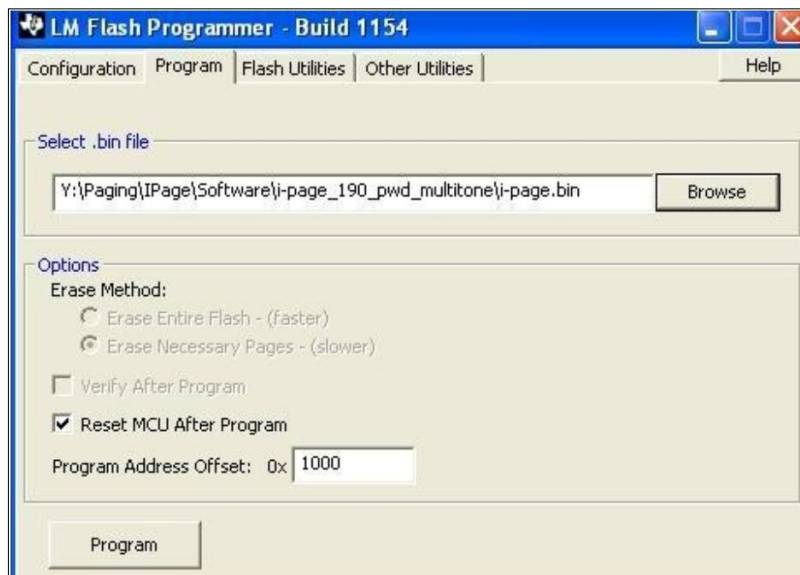 LM Flash Programmer - Build 1154
Configuration Program Flash Utilities Other Utilities Help
Select .bin file
Y:\Paging\IPage\Software\i-page_190_pwd_multitone\i-page.bin Browse
Options
Erase Method:
Erase Entire Flash - (faster)
Erase Necessary Pages - (slower)
Verify After Program
Reset MCU After Program
Program Address Offset: 0x 1000
Program